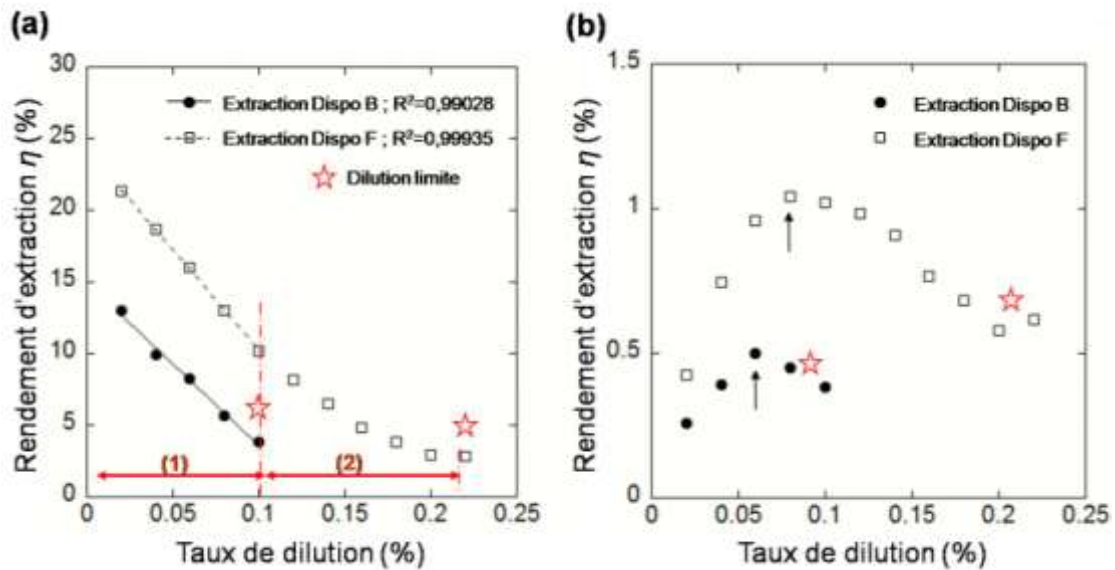 (a)
Rendement d'extraction η (%)
30
25
20
15
10
5
0
Extraction Dispo B ; R²=0,99028
Extraction Dispo F ; R²=0,99935
Dilution limite
(1)
(2)
0
0.05
0.1
0.15
0.2
0.25
Taux de dilution (%)
(b)
Rendement d'extraction η (%)
1.5
1
0.5
0
Extraction Dispo B
Extraction Dispo F
0
0.05
0.1
0.15
0.2
0.25
Taux de dilution (%)